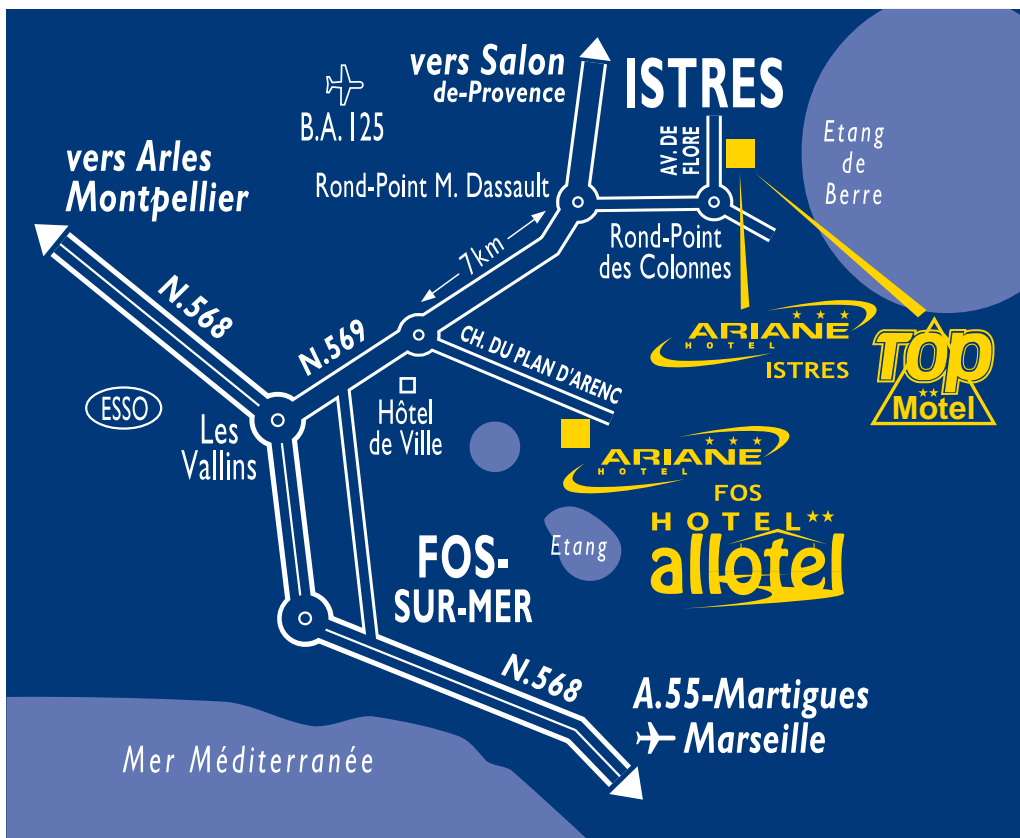 vers Salon
de-Provence
ISTRES
B.A. 125
AV. DE
FLORE
Etang
de
Berre
vers Arles
Montpellier
Rond-Point M. Dassault
Rond-Point
des Colonnes
7km
N.568
N.569
CH. DU PLAN D'ARENC
ARIANE ★★★
HOTEL
ISTRES
TOP
★★
Motel
ESSO
Les
Vallins
Hôtel
de Ville
ARIANE ★★★
HOTEL
FOS
HOTEL★★
allotel
Etang
FOS-
SUR-MER
N.568
A.55-Martigues
Marseille
Mer Méditerranée